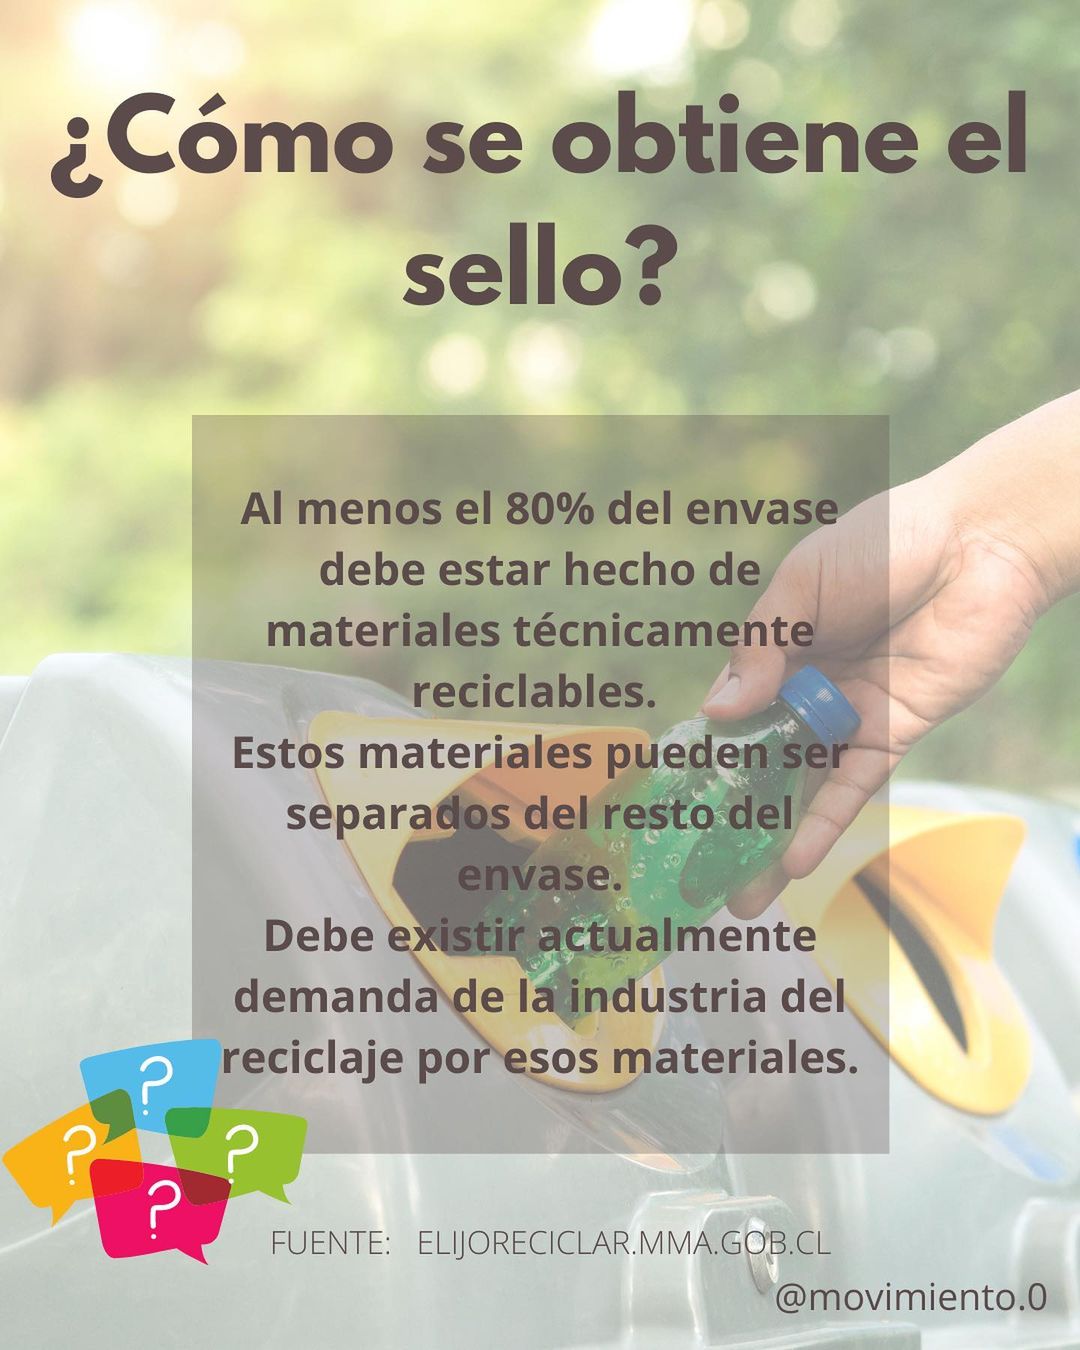 ¿Cómo se obtiene el
sello?
Al menos el 80% del envase
debe estar hecho de
materiales técnicamente
reciclables.
Estos materiales pueden ser
separados del resto del
envase.
Debe existir actualmente
demanda de la industria del
reciclaje por esos materiales.
?
?
?
?
FUENTE: ELIJORECICLAR.MMA.GOB.CL
@movimiento.0